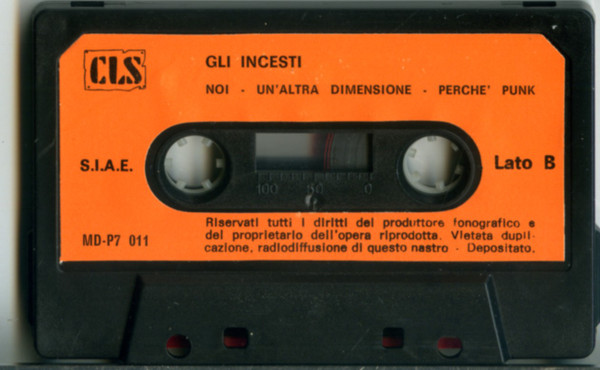 CLS
GLI INCESTI
NOI - UN'ALTRA DIMENSIONE - PERCHE' PUNK
S.I.A.E.
Lato B
100 50 0
MD-P7 011
Riservati tutti i diritti del produttore fonografico e
del proprietario dell'opera riprodotta. Vietata dupli-
cazione, radiodiffusione di questo nastro - Depositato.